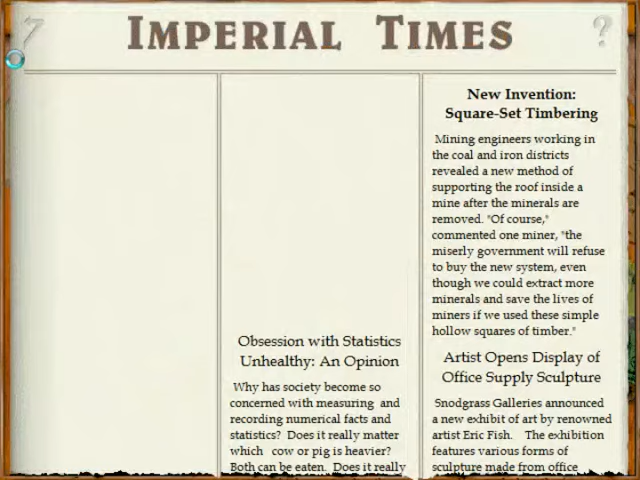 7
IMPERIAL TIMES
?
Obsession with Statistics
Unhealthy: An Opinion
Why has society become so
concerned with measuring and
recording numerical facts and
statistics? Does it really matter
which cow or pig is heavier?
Both can be eaten. Does it really
New Invention:
Square-Set Timbering
Mining engineers working in
the coal and iron districts
revealed a new method of
supporting the roof inside a
mine after the minerals are
removed. "Of course,"
commented one miner, "the
miserly government will refuse
to buy the new system, even
though we could extract more
minerals and save the lives of
miners if we used these simple
hollow squares of timber."
Artist Opens Display of
Office Supply Sculpture
Snodgrass Galleries announced
a new exhibit of art by renowned
artist Eric Fish. The exhibition
features various forms of
sculpture made from office